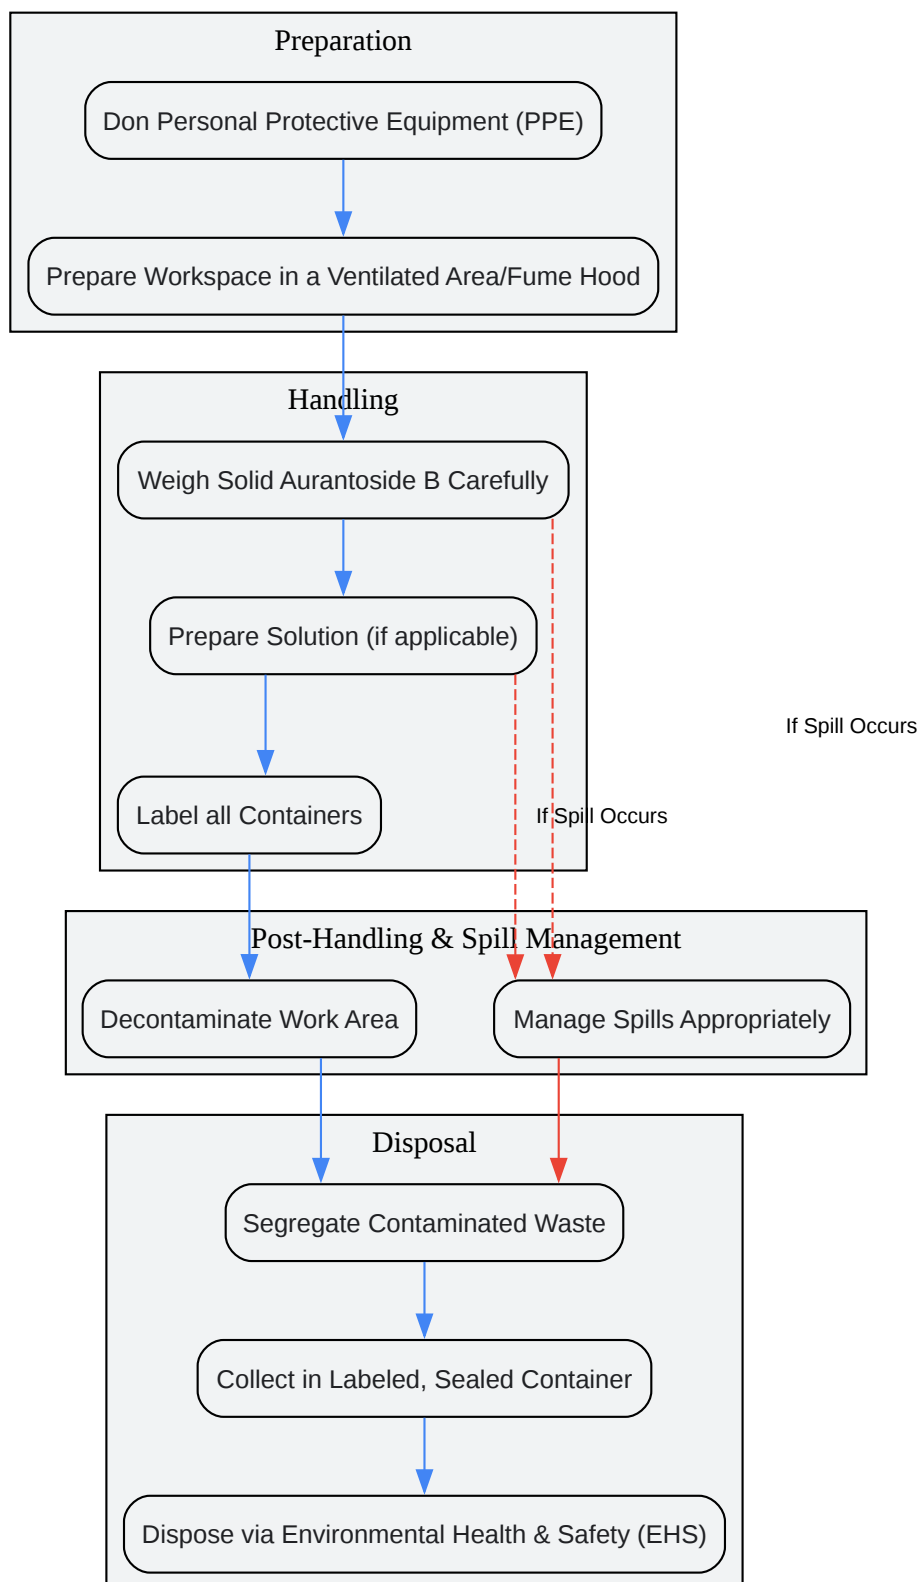 Preparation
Don Personal Protective Equipment (PPE)
Prepare Workspace in a Ventilated Area/Fume Hood
Handling
Weigh Solid Aurantoside B Carefully
Prepare Solution (if applicable)
If Spill Occurs
Label all Containers
If Spill Occurs
Post-Handling & Spill Management
Decontaminate Work Area
Manage Spills Appropriately
Disposal
Segregate Contaminated Waste
Collect in Labeled, Sealed Container
Dispose via Environmental Health & Safety (EHS)